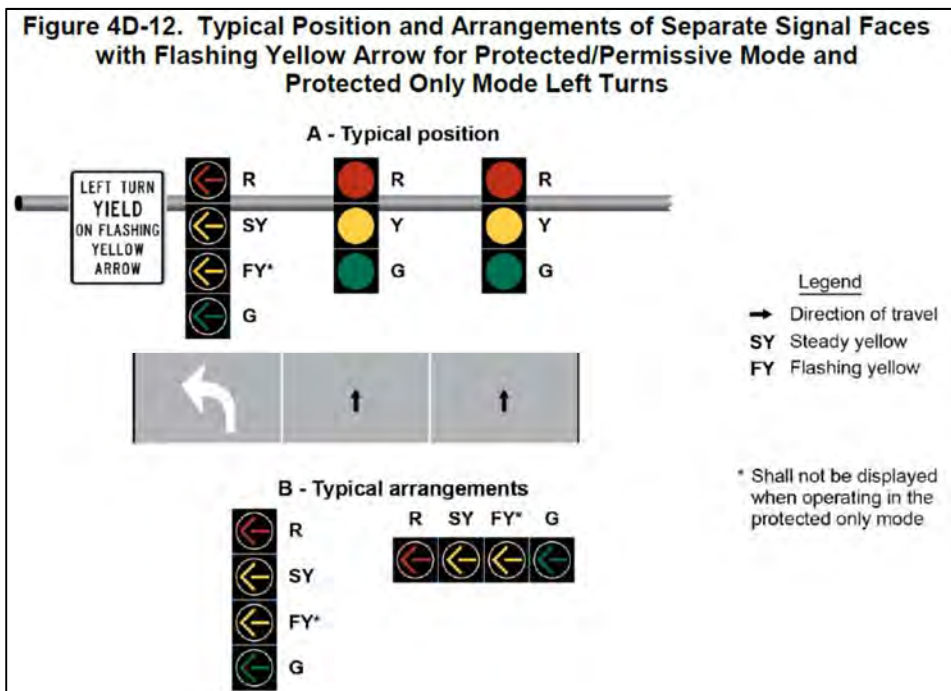 Figure 4D-12. Typical Position and Arrangements of Separate Signal Faces
with Flashing Yellow Arrow for Protected/Permissive Mode and
Protected Only Mode Left Turns
A - Typical position
LEFT TURN
YIELD
ON FLASHING
YELLOW
ARROW
R
SY
FY*
G
R
Y
G
R
Y
G
Legend
Direction of travel
SY Steady yellow
FY Flashing yellow
* Shall not be displayed
when operating in the
protected only mode
B - Typical arrangements
R
SY
FY*
G
R SY FY* G